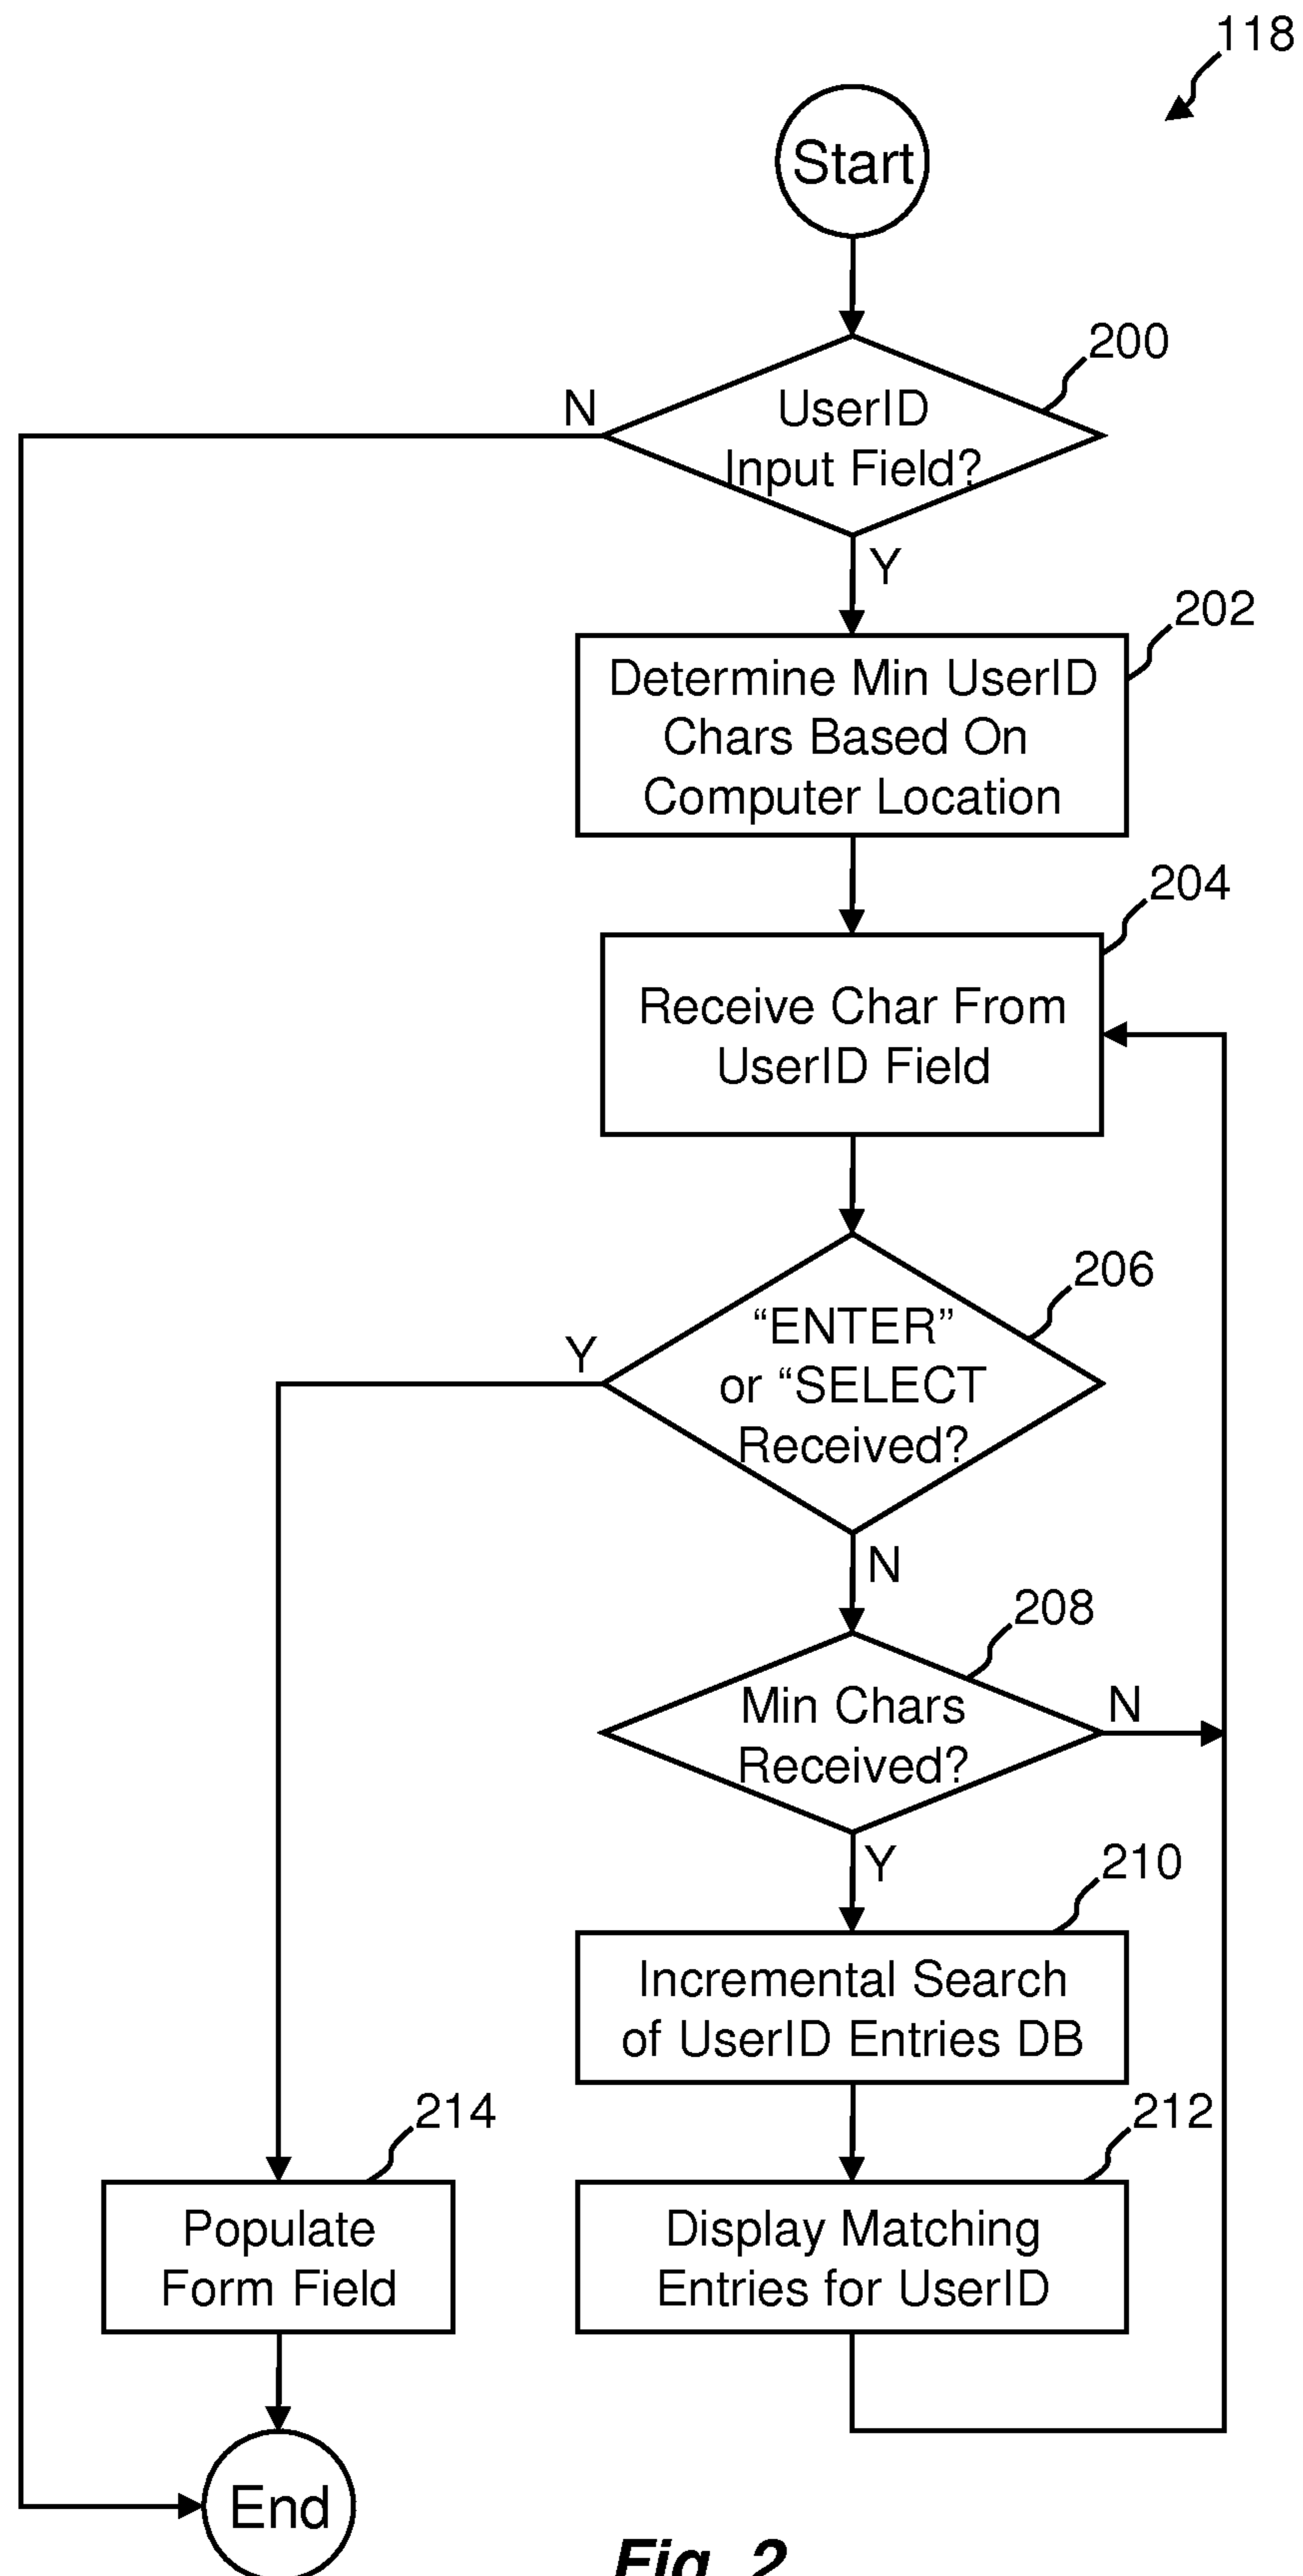 118
Start
200
N
UserID
Input Field?
Y
202
Determine Min UserID
Chars Based On
Computer Location
204
Receive Char From
UserID Field
206
Y
“ENTER”
or “SELECT
Received?
N
208
Min Chars
Received?
N
Y
210
Incremental Search
of UserID Entries DB
214
212
Populate
Form Field
Display Matching
Entries for UserID
End
Fig. 2